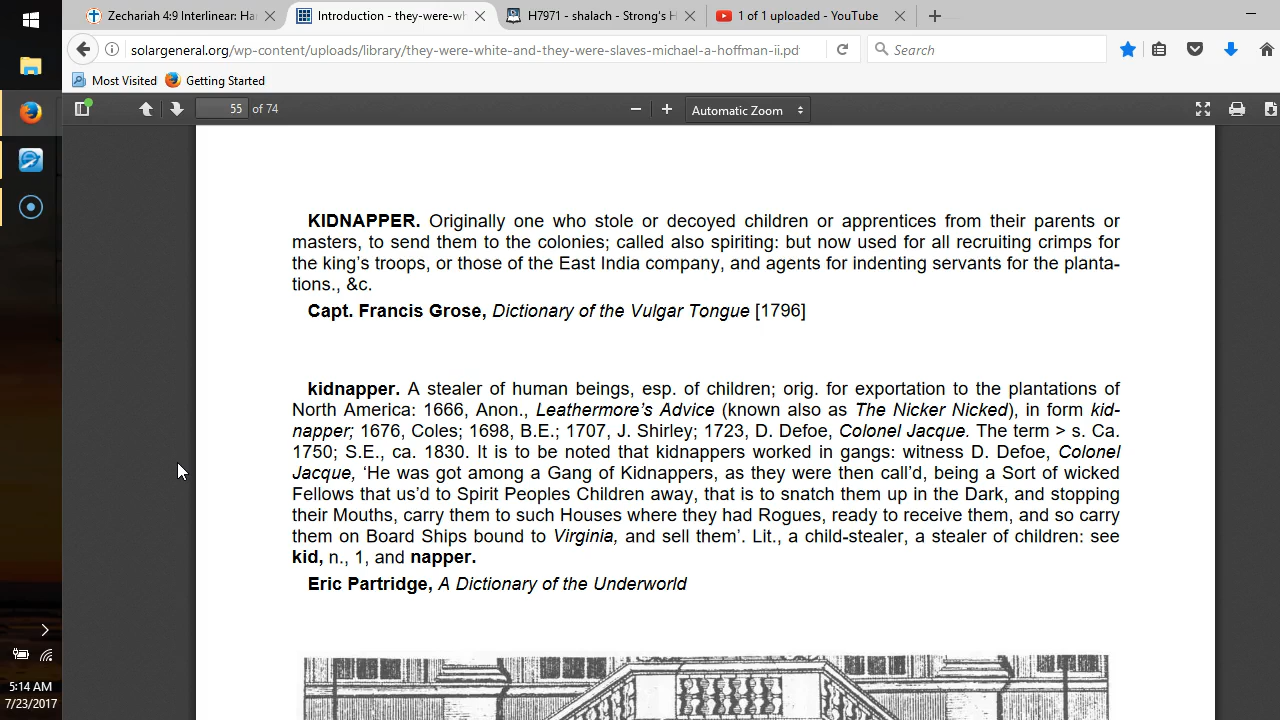 Zechariah 4:9 Interlinear: Ha
Introduction - they-were-wh
H7971 - shalach - Strong's H
1 of 1 uploaded - YouTube
solargeneral.org/wp-content/uploads/library/they-were-white-and-they-were-slaves-michael-a-hoffman-ii.pd
Search
Most Visited
Getting Started
55 of 74
Automatic Zoom
KIDNAPPER. Originally one who stole or decoyed children or apprentices from their parents or
masters, to send them to the colonies; called also spiriting: but now used for all recruiting crimps for
the king's troops, or those of the East India company, and agents for indenting servants for the planta-
tions., &c.
Capt. Francis Grose, Dictionary of the Vulgar Tongue [1796]
kidnapper. A stealer of human beings, esp. of children; orig. for exportation to the plantations of
North America: 1666, Anon., Leathermore's Advice (known also as The Nicker Nicked), in form kid-
napper; 1676, Coles; 1698, B.E.; 1707, J. Shirley; 1723, D. Defoe, Colonel Jacque. The term > s. Ca.
1750; S.E., ca. 1830. It is to be noted that kidnappers worked in gangs: witness D. Defoe, Colonel
Jacque, ‘He was got among a Gang of Kidnappers, as they were then call’d, being a Sort of wicked
Fellows that us’d to Spirit Peoples Children away, that is to snatch them up in the Dark, and stopping
their Mouths, carry them to such Houses where they had Rogues, ready to receive them, and so carry
them on Board Ships bound to Virginia, and sell them’. Lit., a child-stealer, a stealer of children: see
kid, n., 1, and napper.
Eric Partridge, A Dictionary of the Underworld
5:14 AM
7/23/2017